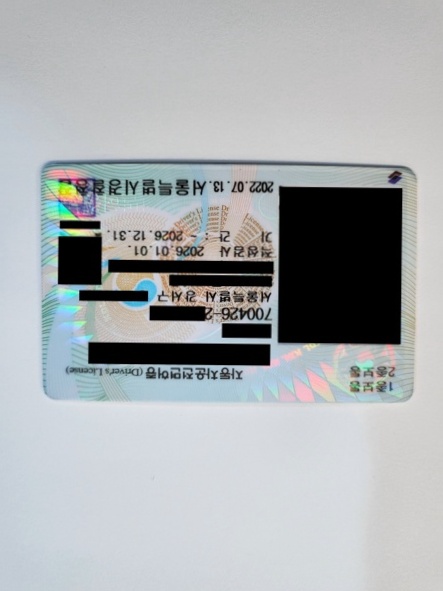 1종보통
2종보통
자동차운전면허증 (Driver's License)
700426-2
서울특별시 강서구
적성검사 2026.01.01.
기 간 : ~ 2026.12.31.
2022.07.13. 서울특별시경찰청장